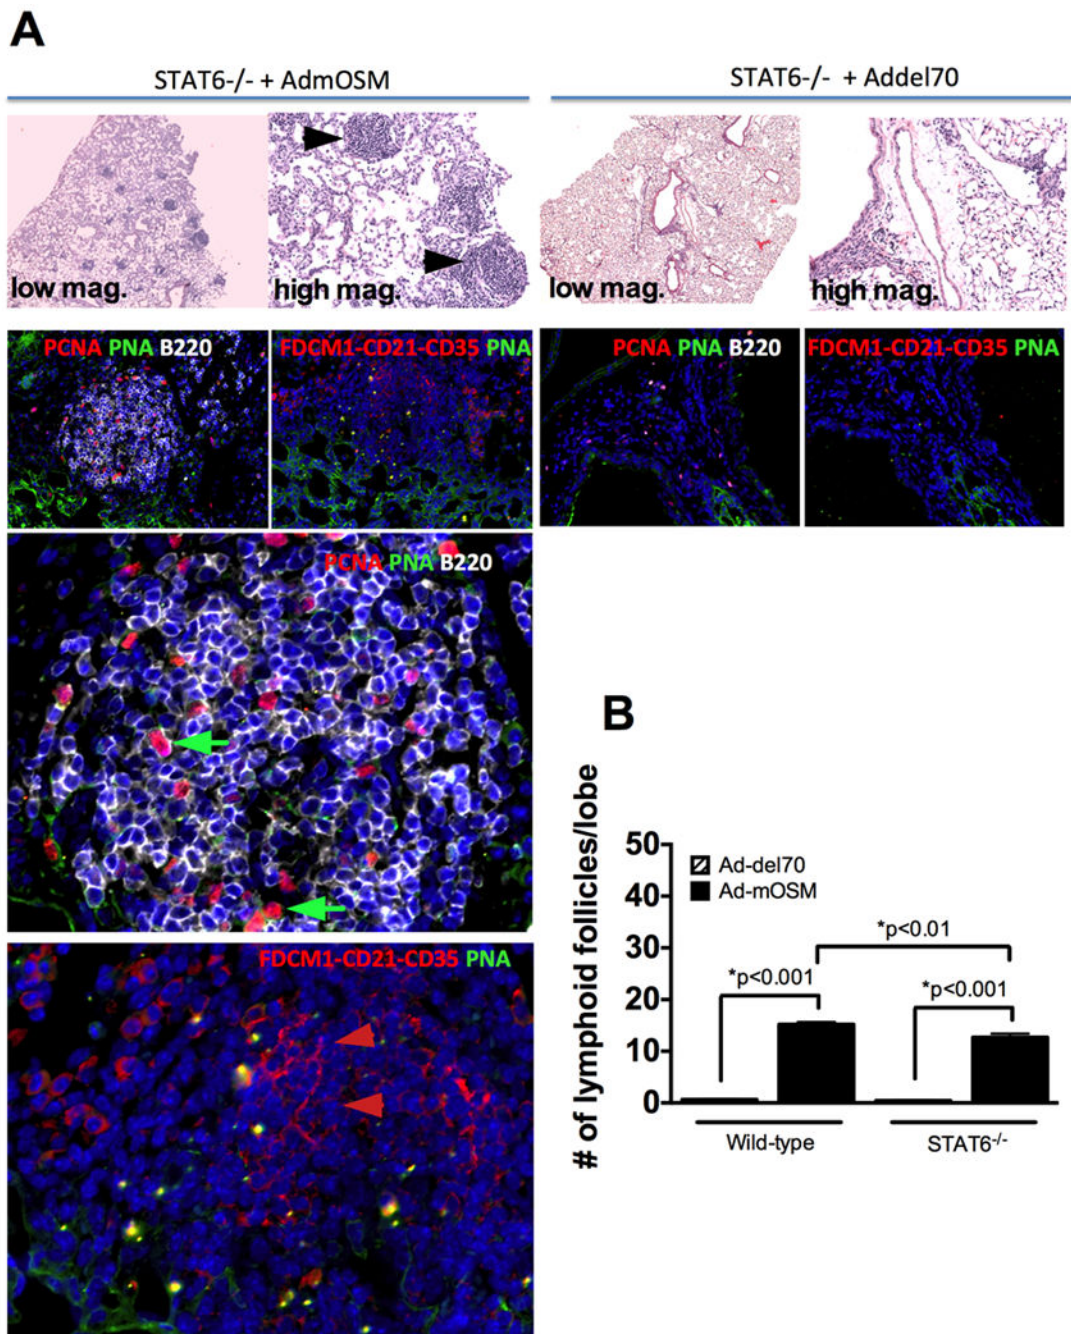 A
STAT6-/- + AdmOSM
STAT6-/- + Addel70
low mag.
high mag.
low mag.
high mag.
PCNA PNA B220
FDCM1-CD21-CD35 PNA
PCNA PNA B220
FDCM1-CD21-CD35 PNA
PCNA PNA B220
FDCM1-CD21-CD35 PNA
B
# of lymphoid follicles/lobe
50
40
30
20
10
0
Ad-del70
Ad-mOSM
*p<0.01
*p<0.001
*p<0.001
Wild-type
STAT6-/-